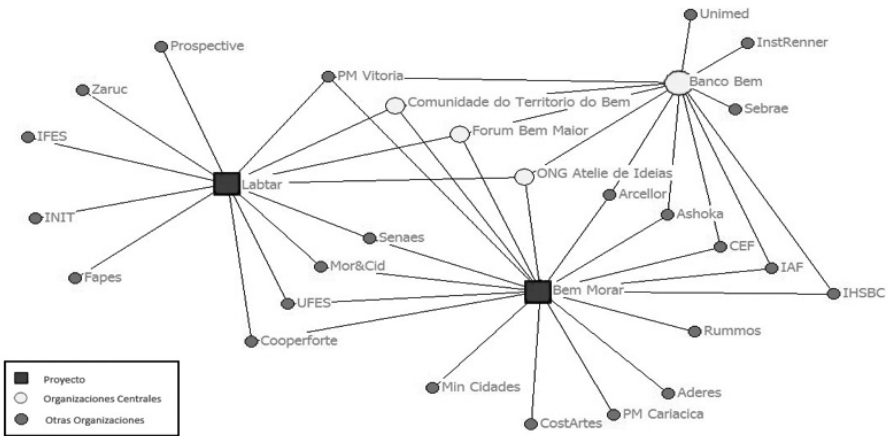 Unimed
Prospective
InstRenner
PM Vitoria
Banco Bem
Zaruc
Comunidade do Territorio do Bem
Sebrae
Forum Bem Maior
IFES
ONG Atelie de Ideias
Labtar
Arcellor
INIT
Ashoka
Senaes
CEF
Mor&Cid
IAF
Fapes
Bem Morar
IHSBC
UFES
Rummos
Cooperforte
Min Cidades
Aderes
PM Cariacica
CostArtes
Proyecto
Organizaciones Centrales
Otras Organizaciones